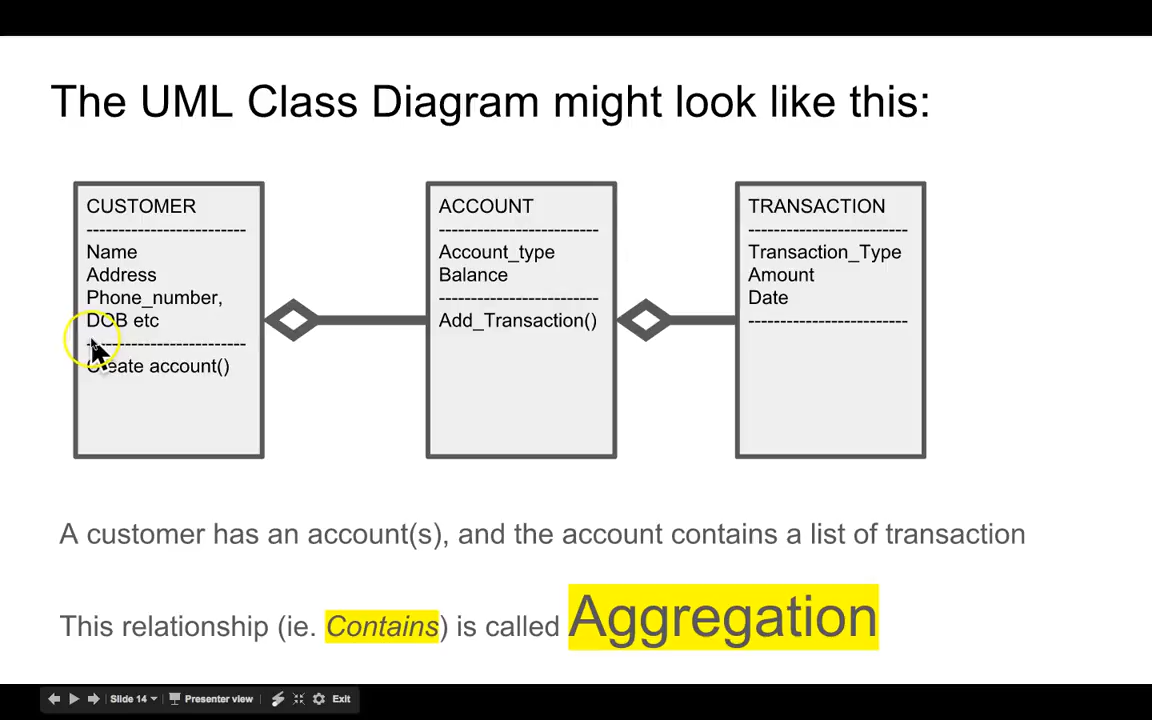 The UML Class Diagram might look like this:
CUSTOMER
-------------------------
Name
Address
Phone_number,
DOB etc
-------------------------
Create account()
ACCOUNT
-------------------------
Account_type
Balance
-------------------------
Add_Transaction()
TRANSACTION
-------------------------
Transaction_Type
Amount
Date
-------------------------
A customer has an account(s), and the account contains a list of transaction
This relationship (ie. Contains) is called Aggregation
Slide 14
Presenter view
Exit